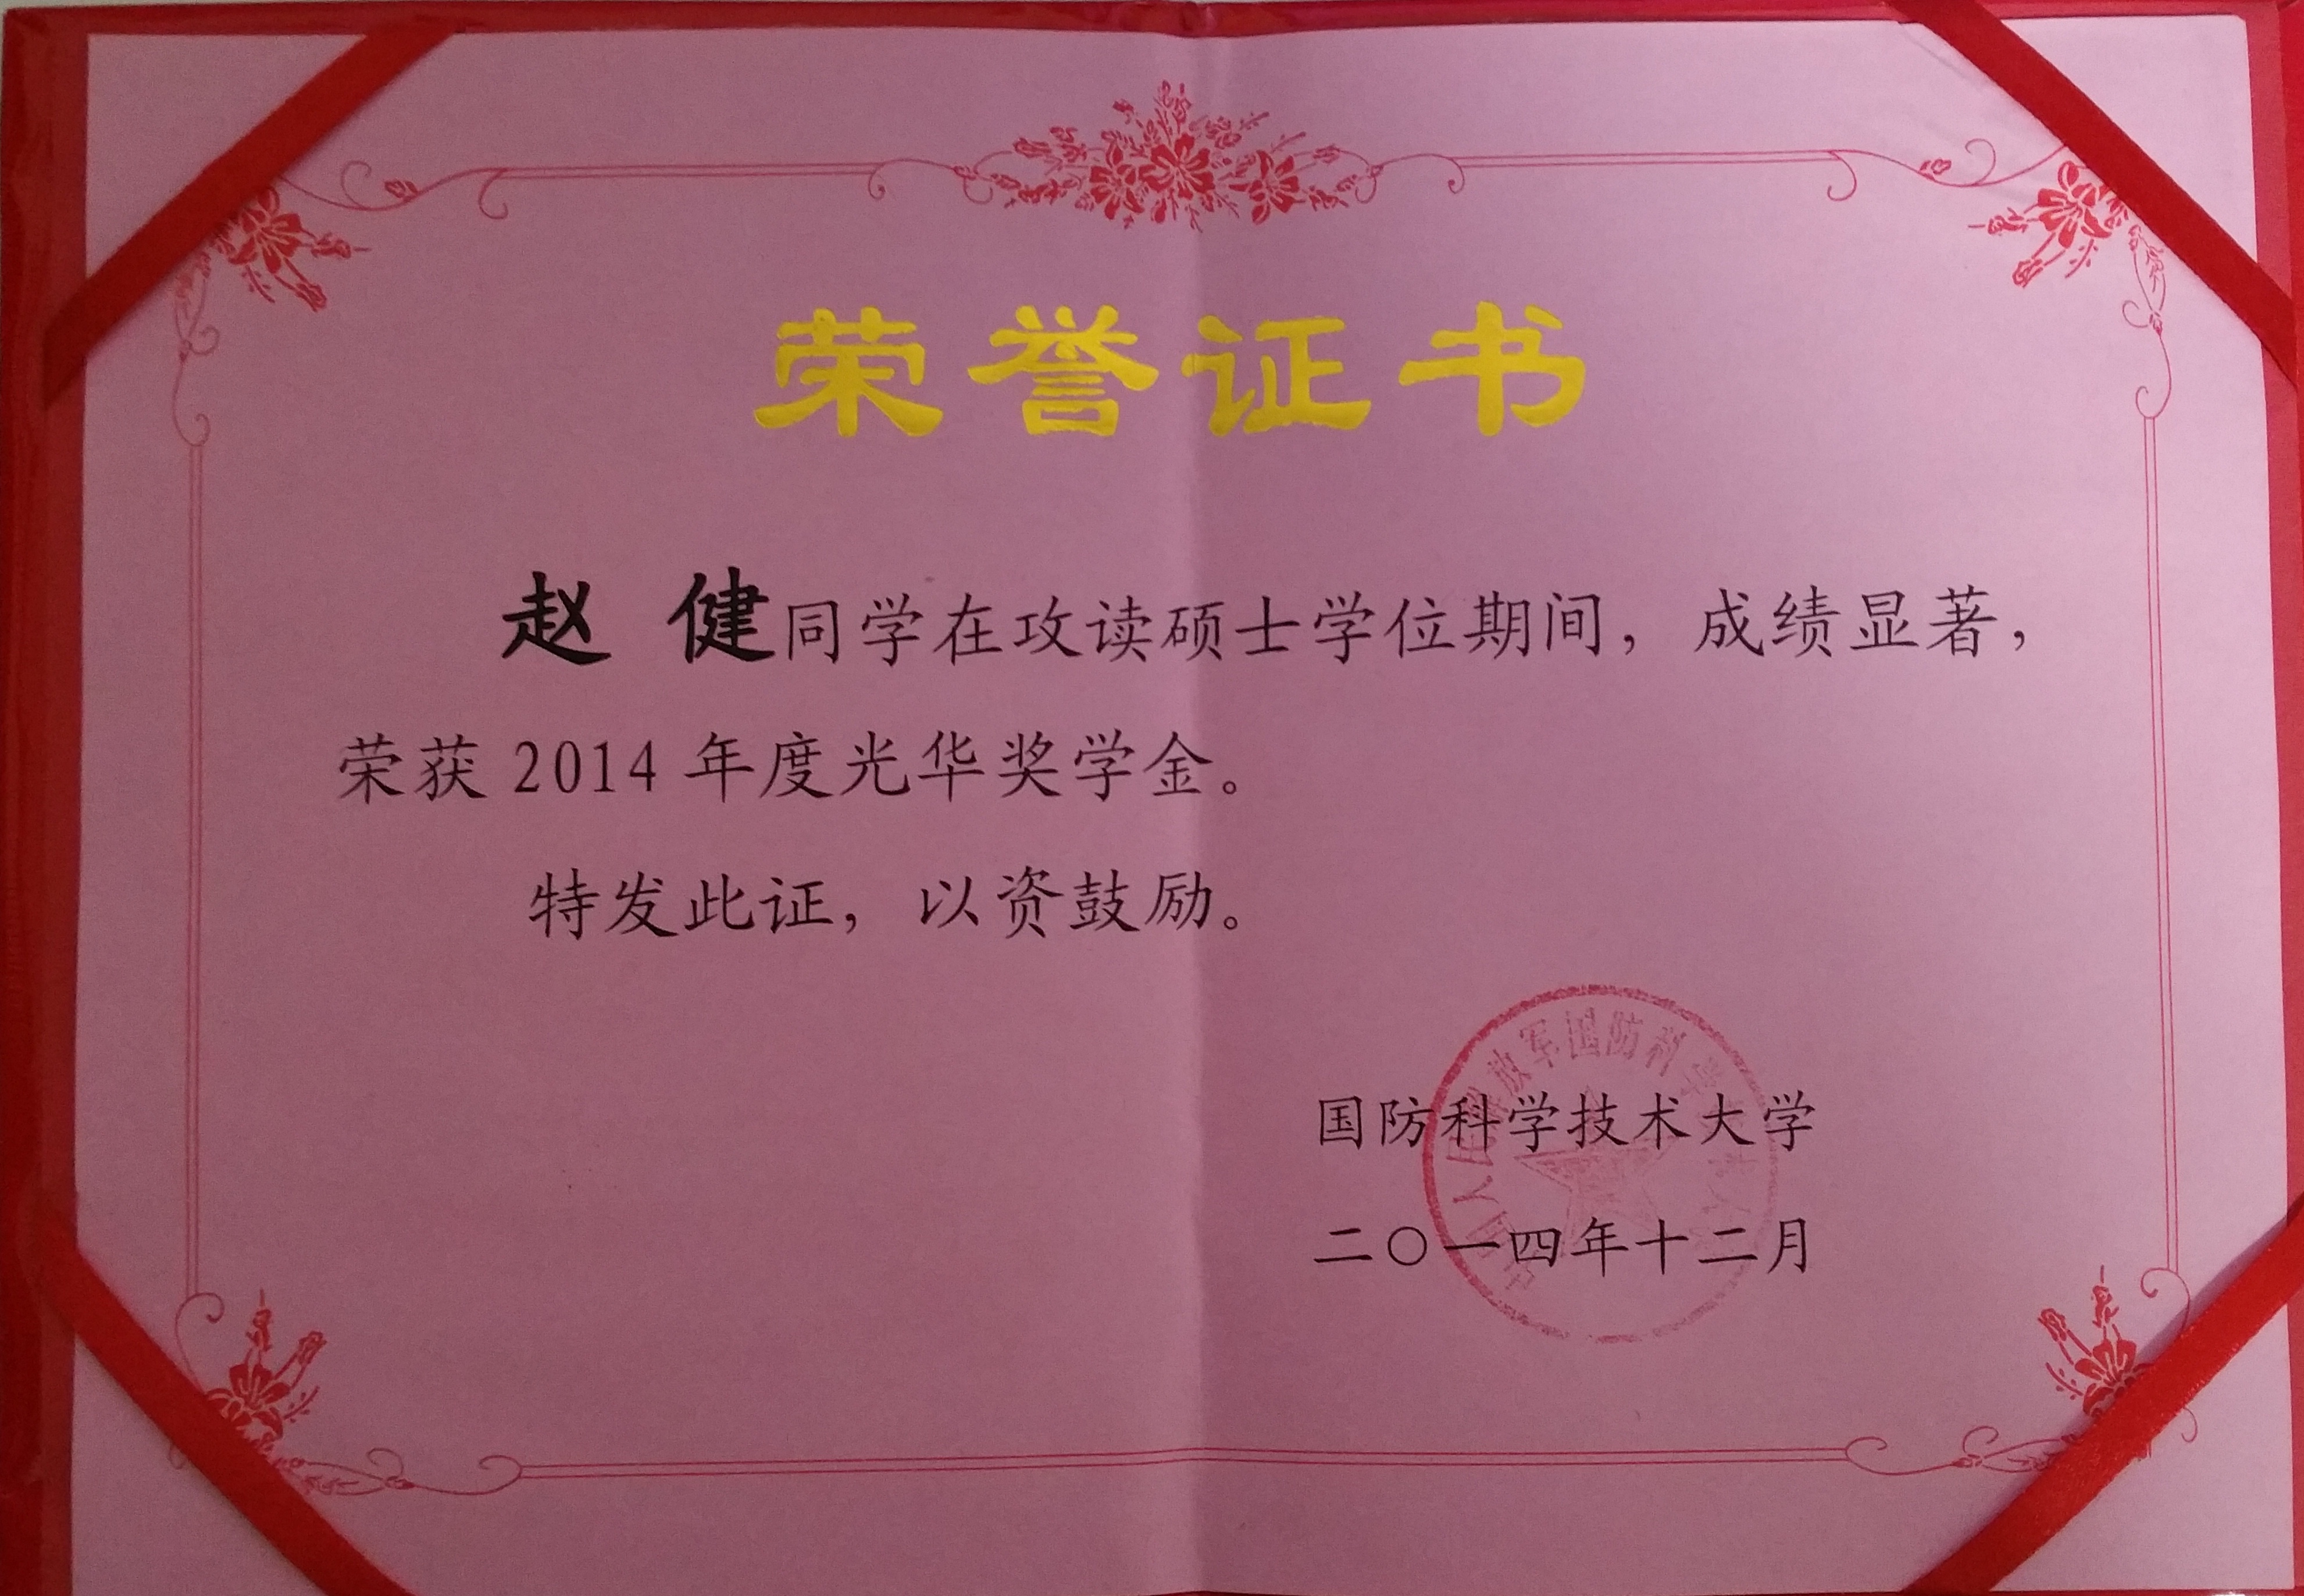 荣誉证书
赵 健同学在攻读硕士学位期间，成绩显著，
荣获 2014 年度光华奖学金。
特发此证，以资鼓励。
国防科学技术大学
二〇一四年十二月
放军国防科学